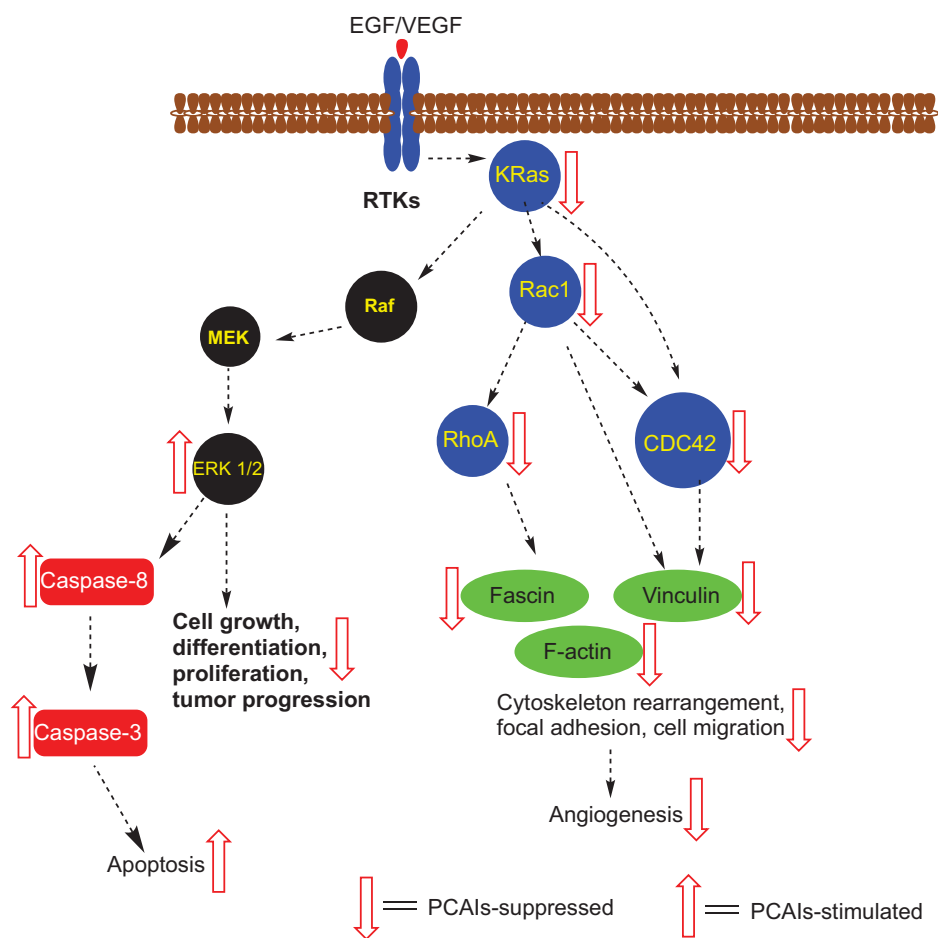 EGF/VEGF
RTKs
KRas
Rac1
Raf
MEK
RhoA
CDC42
ERK 1/2
Caspase-8
Fascin
Vinculin
Cell growth,
differentiation,
proliferation,
tumor progression
F-actin
Cytoskeleton rearrangement,
focal adhesion, cell migration
Caspase-3
Angiogenesis
Apoptosis
PCAIs-suppressed
PCAIs-stimulated